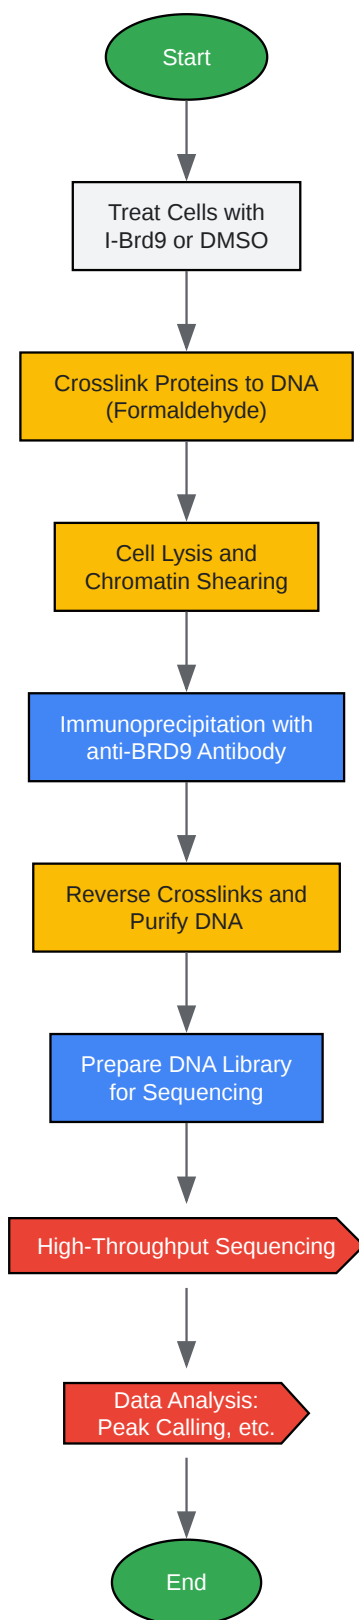 Start
Treat Cells with
I-Brd9 or DMSO
Crosslink Proteins to DNA
(Formaldehyde)
Cell Lysis and
Chromatin Shearing
Immunoprecipitation with
anti-BRD9 Antibody
Reverse Crosslinks and
Purify DNA
Prepare DNA Library
for Sequencing
High-Throughput Sequencing
Data Analysis:
Peak Calling, etc.
End